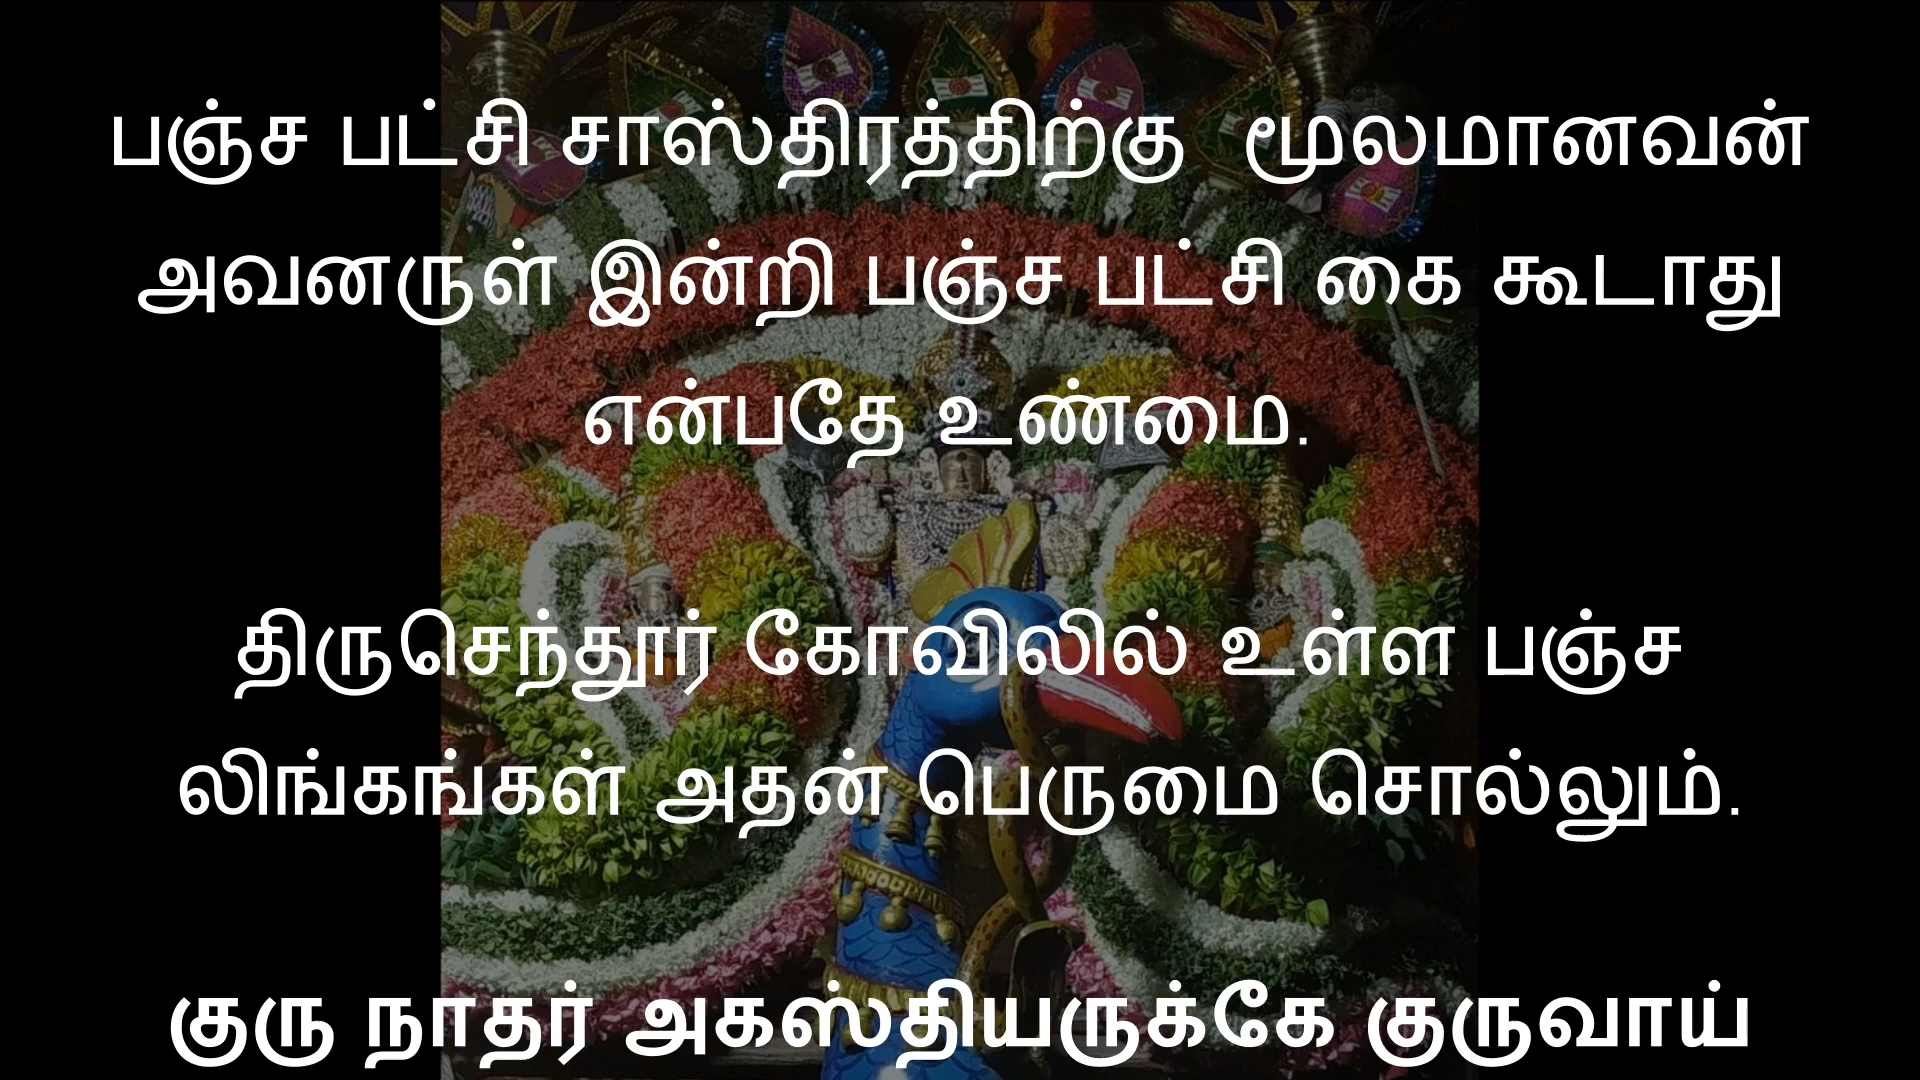 பஞ்ச பட்சி சாஸ்திரத்திற்கு மூலமானவன்
அவனருள் இன்றி பஞ்ச பட்சி கை கூடாது
என்பதே உண்மை.
திருசெந்தூர் கோவிலில் உள்ள பஞ்ச
லிங்கங்கள் அதன் பெருமை சொல்லும்.
குரு நாதர் அகஸ்தியருக்கே குருவாய்